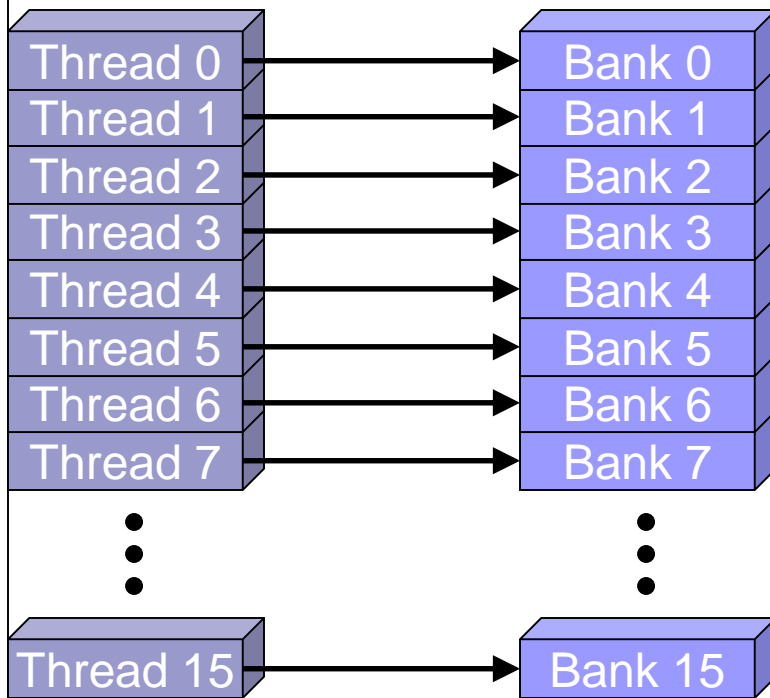 Thread 0
Bank 0
Thread 1
Bank 1
Thread 2
Bank 2
Thread 3
Bank 3
Thread 4
Bank 4
Thread 5
Bank 5
Thread 6
Bank 6
Thread 7
Bank 7
Thread 15
Bank 15